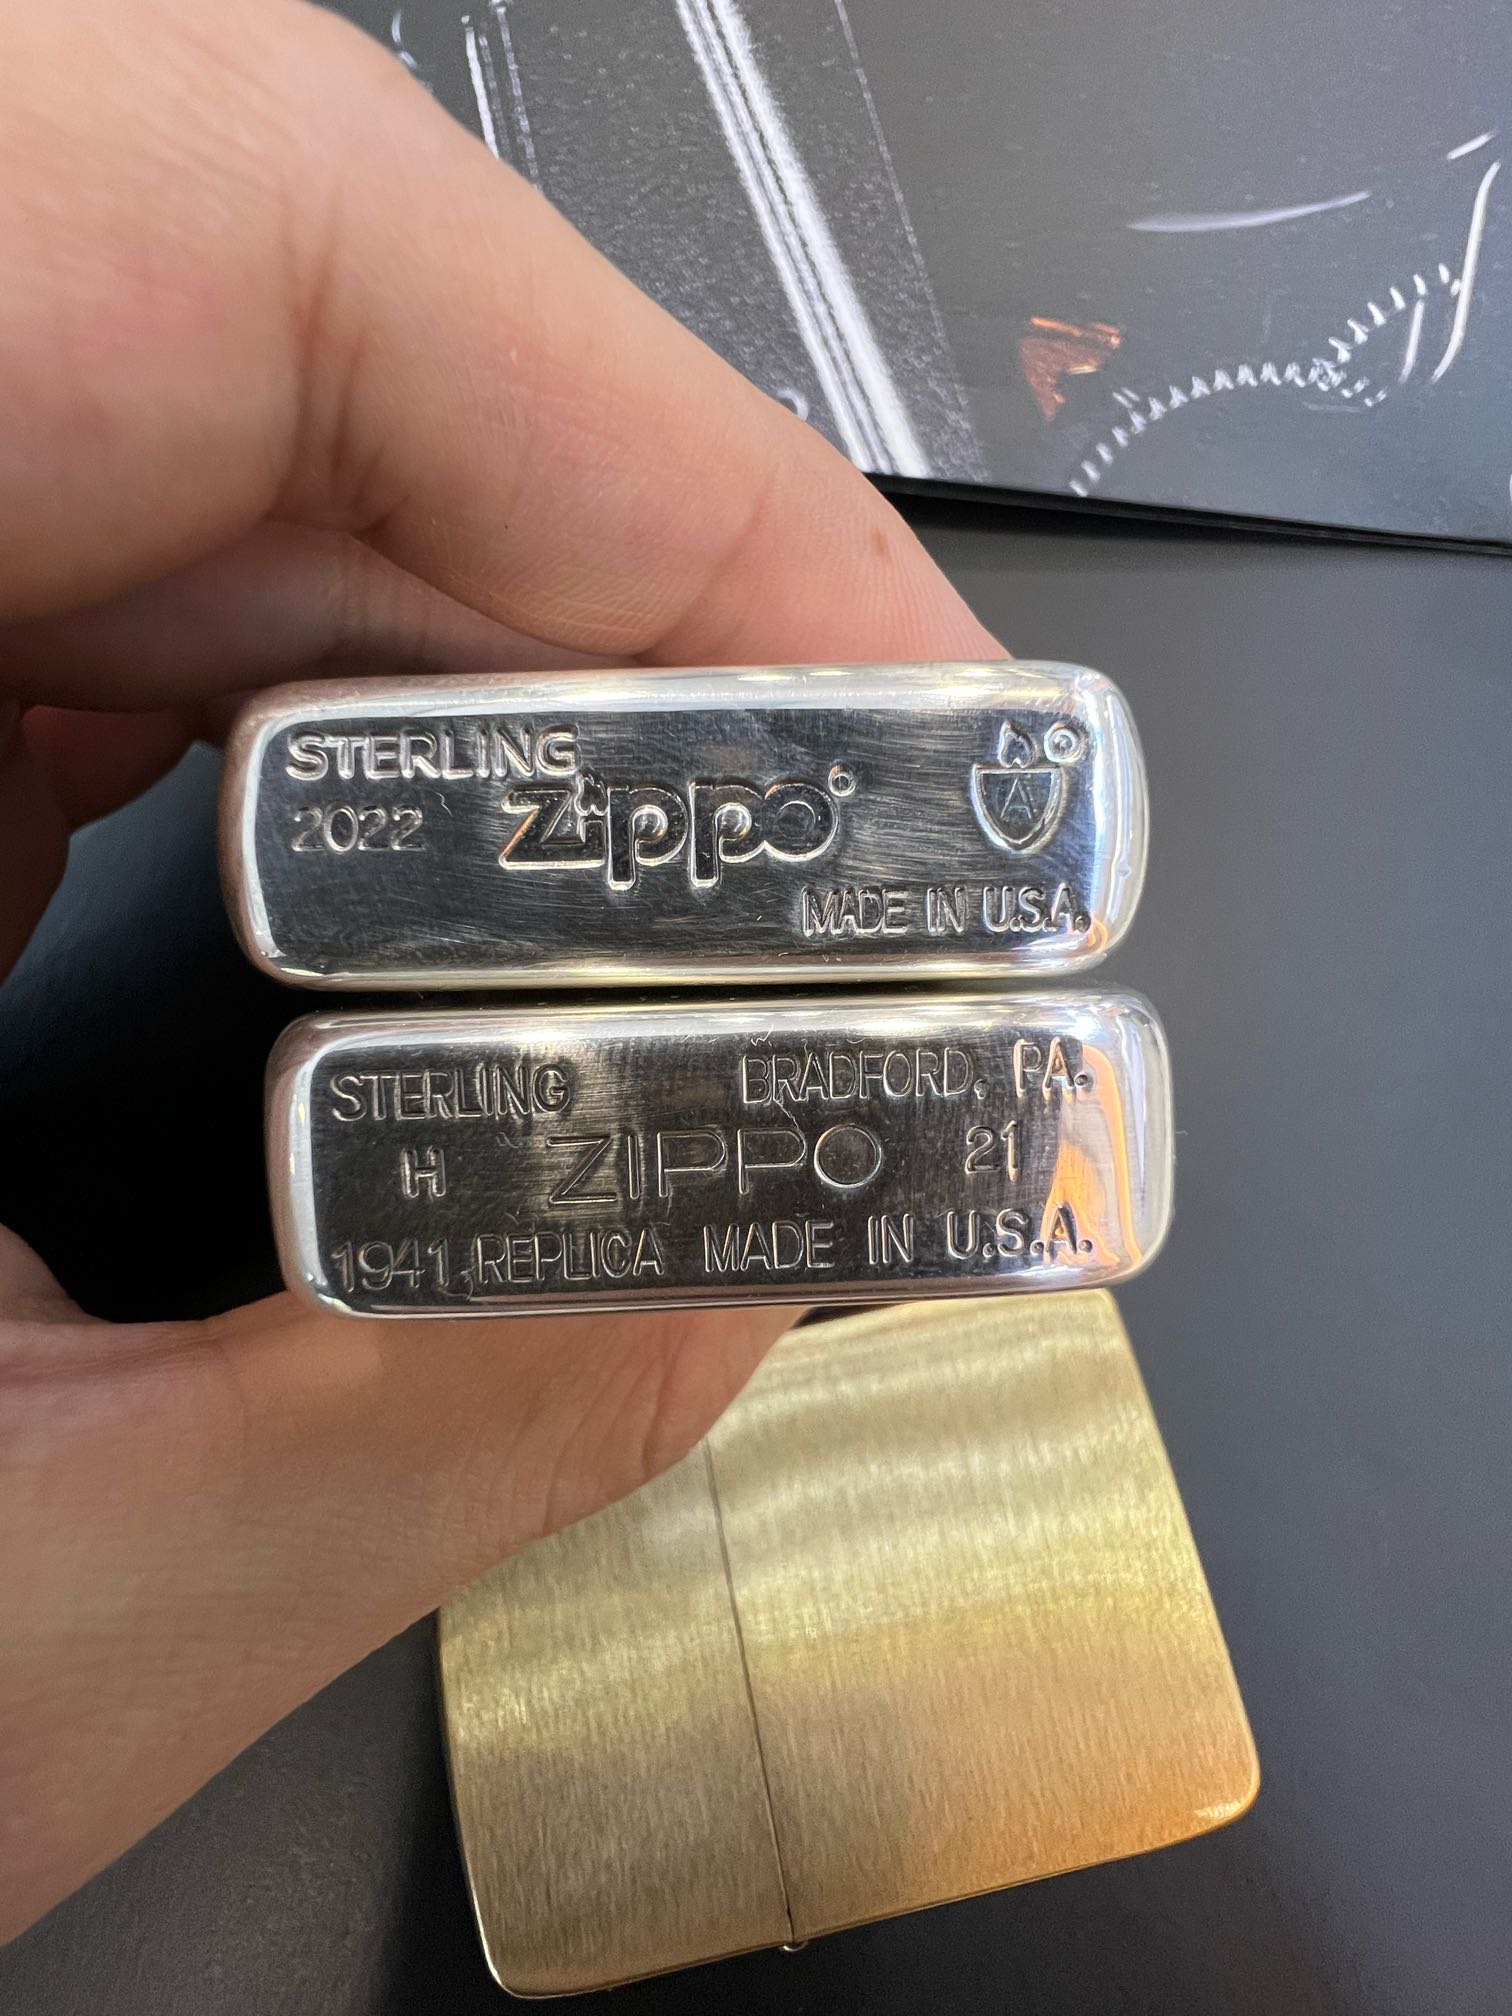 STERLING
2022
zippo
A
MADE IN U.S.A.
STERLING BRADFORD, PA.
H ZIPPO 21
1941 REPLICA MADE IN U.S.A.